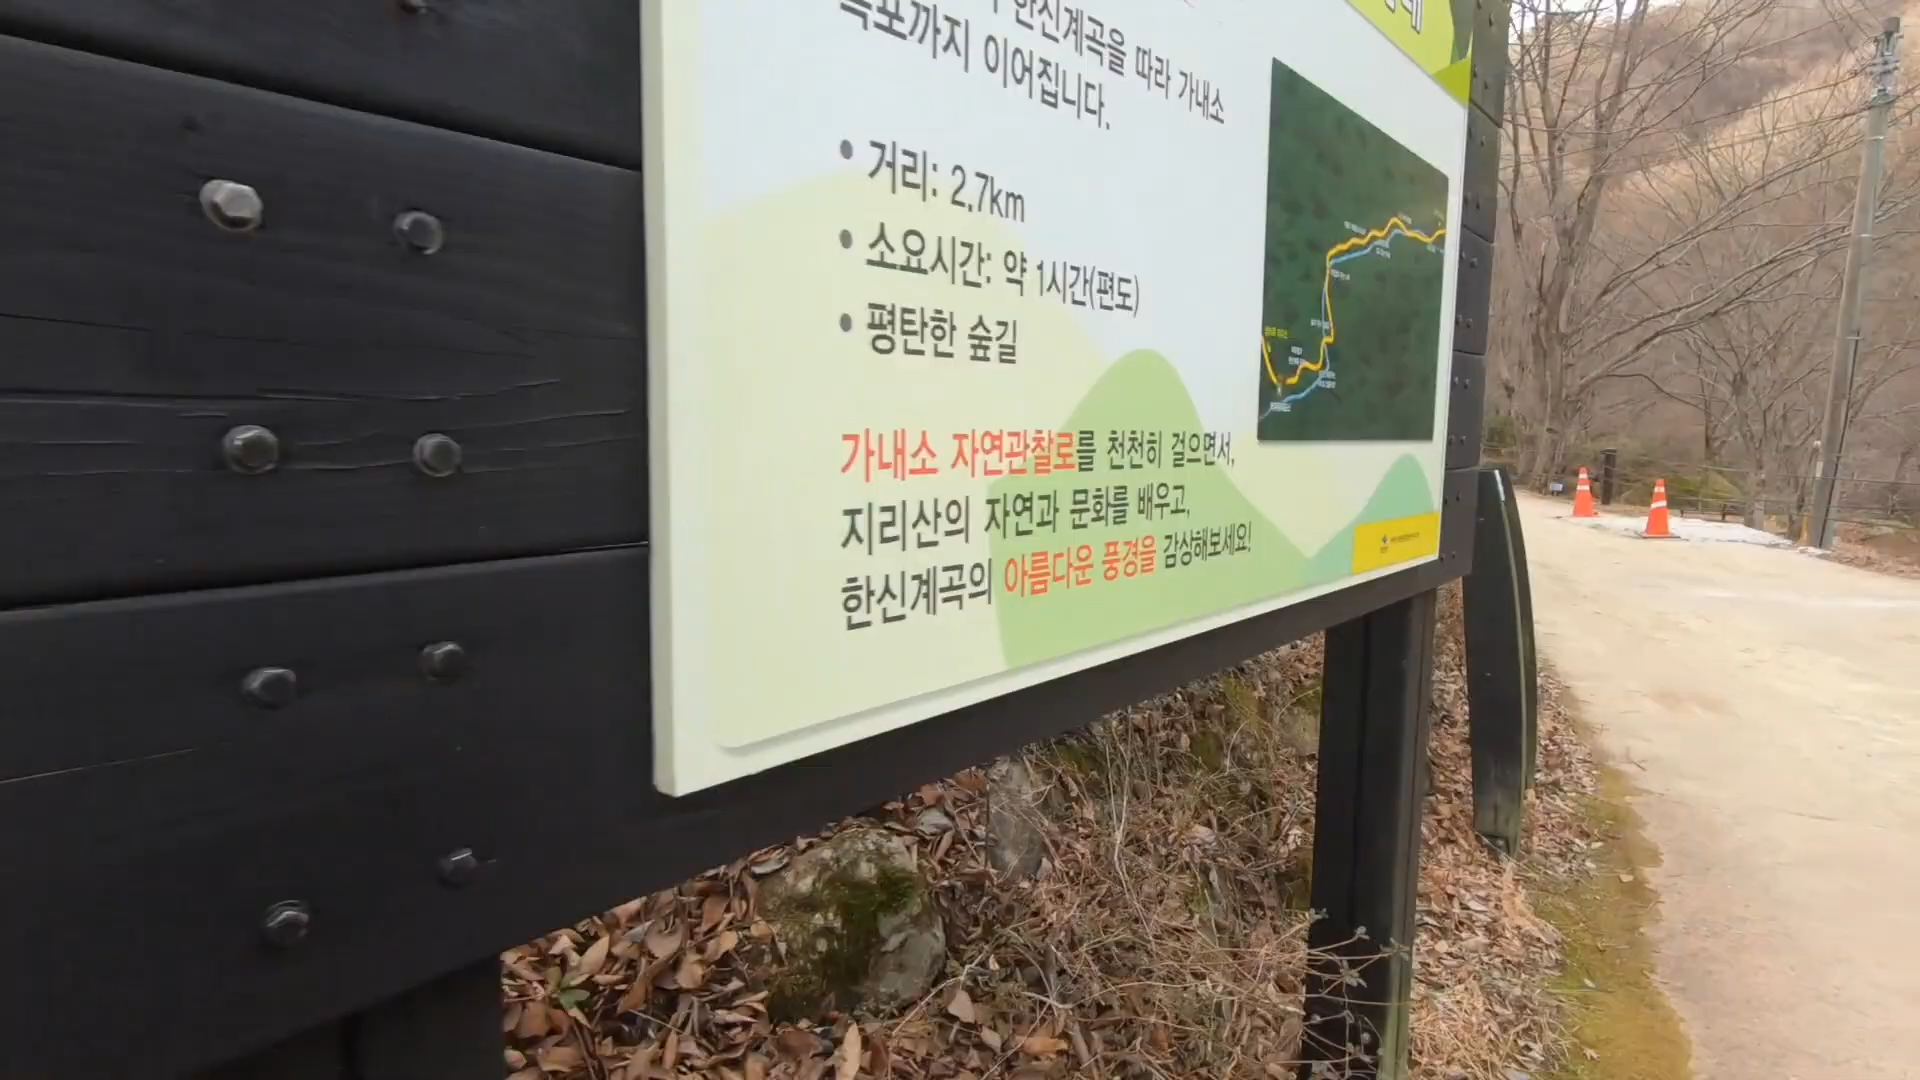 한신계곡을 따라 가내소
폭포까지 이어집니다.
• 거리: 2.7km
• 소요시간: 약 1시간(편도)
• 평탄한 숲길
가내소 자연관찰로를 천천히 걸으면서,
지리산의 자연과 문화를 배우고,
한신계곡의 아름다운 풍경을 감상해보세요!